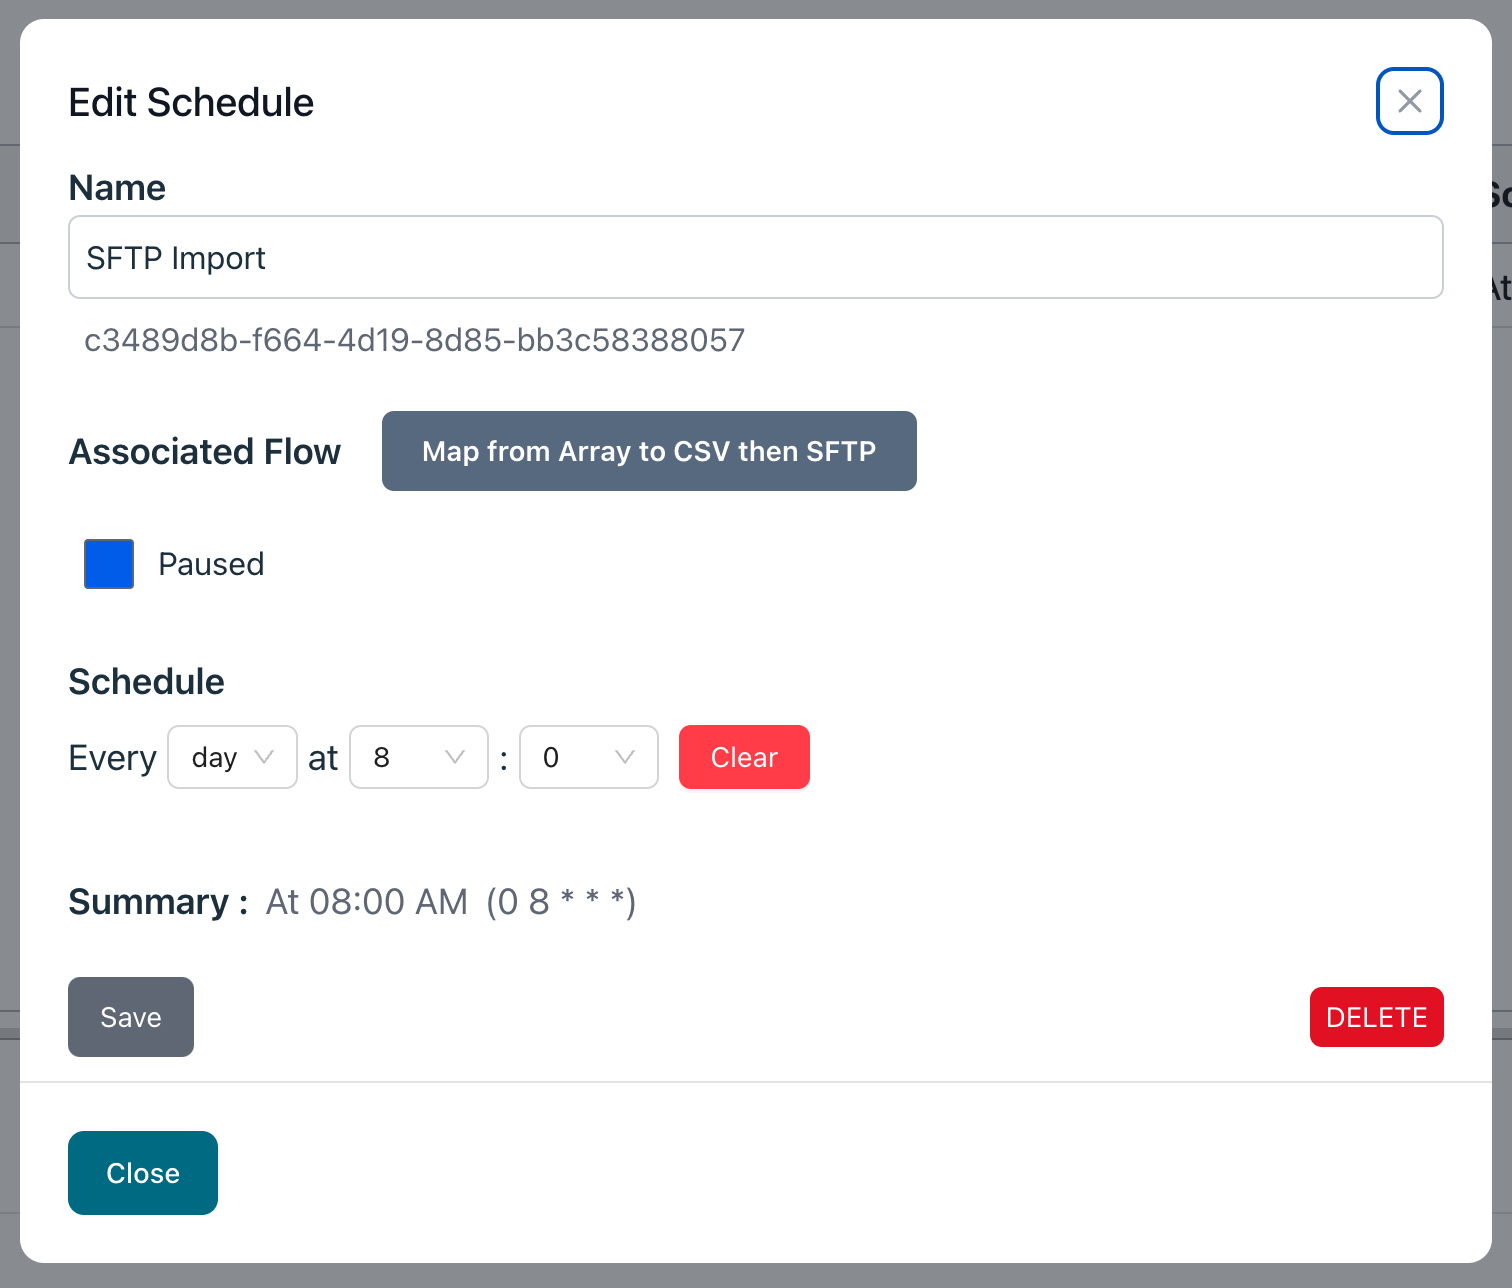 Edit Schedule
Name
SFTP Import
c3489d8b-f664-4d19-8d85-bb3c58388057
Associated Flow Map from Array to CSV then SFTP
Paused
Schedule
Every day at 8 : 0 Clear
Summary : At 08:00 AM (0 8 * * *)
Save DELETE
Close